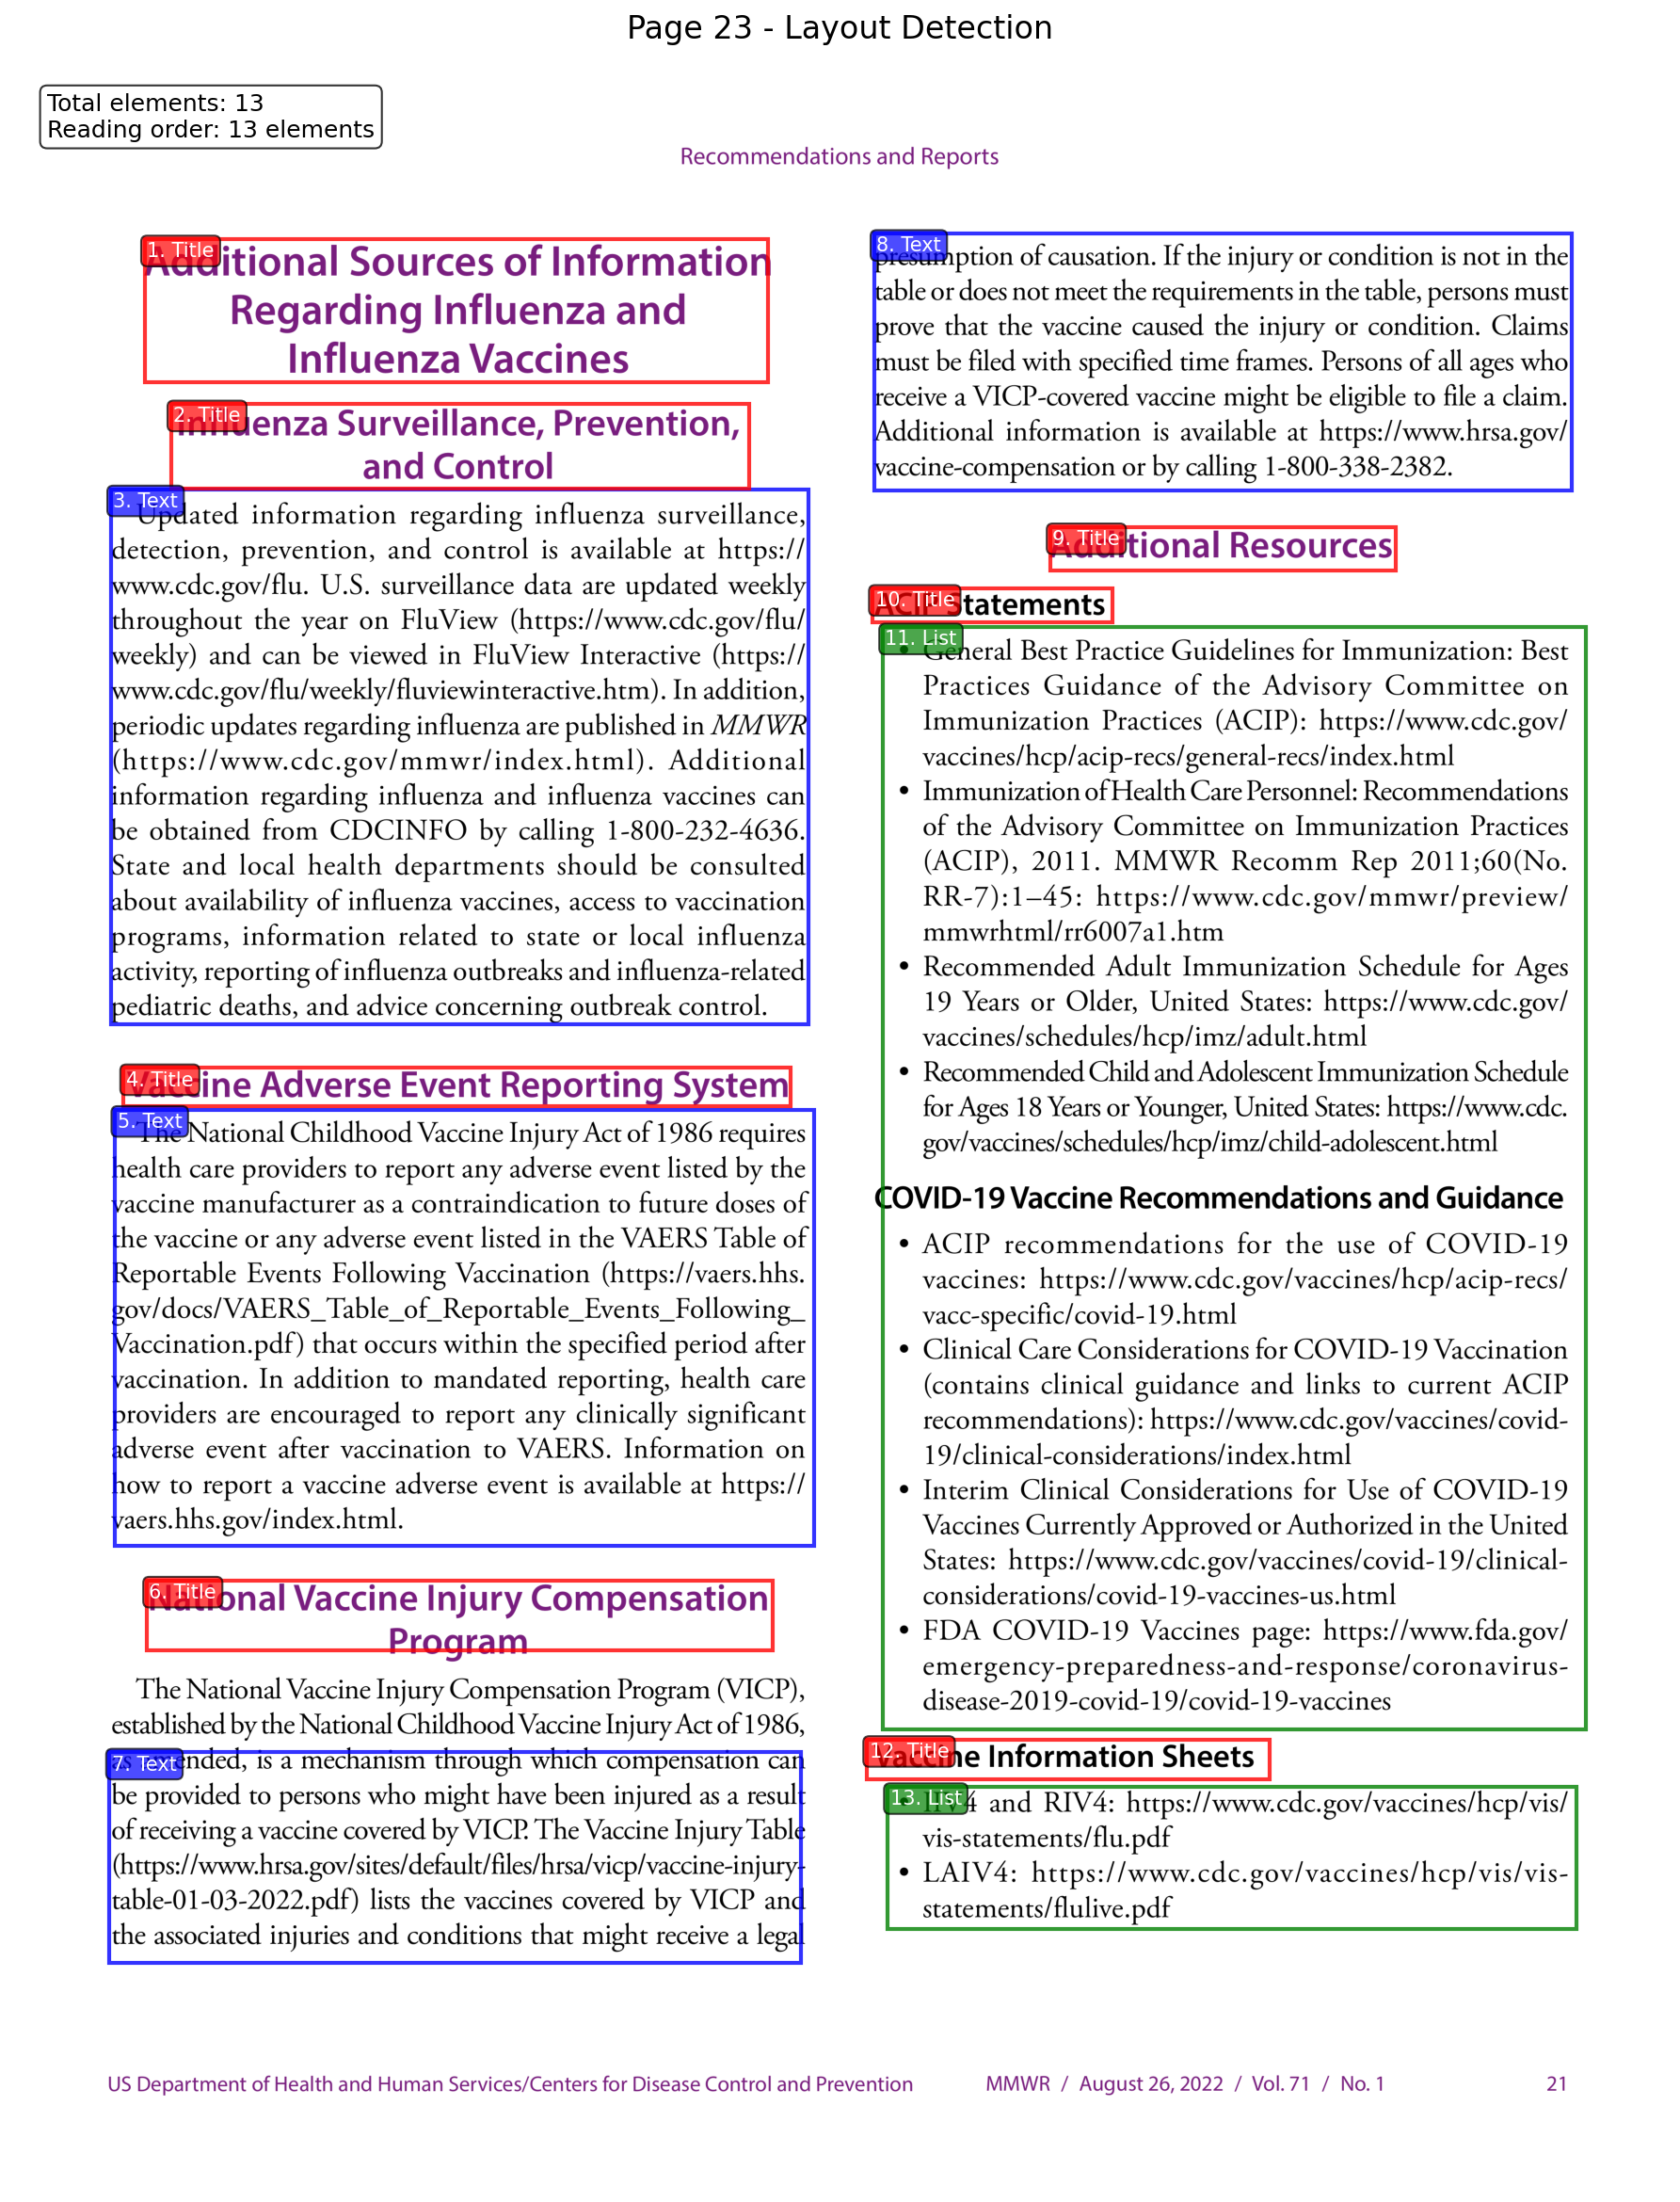 Page 23 - Layout Detection
Total elements: 13
Reading order: 13 elements
Recommendations and Reports
1. Title
Additional Sources of Information
Regarding Influenza and
Influenza Vaccines
2. Title
Influenza Surveillance, Prevention,
and Control
3. Text
Updated information regarding influenza surveillance,
detection, prevention, and control is available at https://
www.cdc.gov/flu. U.S. surveillance data are updated weekly
throughout the year on FluView (https://www.cdc.gov/flu/
weekly) and can be viewed in FluView Interactive (https://
www.cdc.gov/flu/weekly/fluviewinteractive.htm). In addition,
periodic updates regarding influenza are published in MMWR
(https://www.cdc.gov/mmwr/index.html). Additional
information regarding influenza and influenza vaccines can
be obtained from CDCINFO by calling 1-800-232-4636.
State and local health departments should be consulted
about availability of influenza vaccines, access to vaccination
programs, information related to state or local influenza
activity, reporting of influenza outbreaks and influenza-related
pediatric deaths, and advice concerning outbreak control.
4. Title
Vaccine Adverse Event Reporting System
5. Text
The National Childhood Vaccine Injury Act of 1986 requires
health care providers to report any adverse event listed by the
vaccine manufacturer as a contraindication to future doses of
the vaccine or any adverse event listed in the VAERS Table of
Reportable Events Following Vaccination (https://vaers.hhs.
gov/docs/VAERS_Table_of_Reportable_Events_Following_
Vaccination.pdf) that occurs within the specified period after
vaccination. In addition to mandated reporting, health care
providers are encouraged to report any clinically significant
adverse event after vaccination to VAERS. Information on
how to report a vaccine adverse event is available at https://
vaers.hhs.gov/index.html.
6. Title
National Vaccine Injury Compensation
Program
The National Vaccine Injury Compensation Program (VICP),
established by the National Childhood Vaccine Injury Act of 1986,
7. Text
as amended, is a mechanism through which compensation can
be provided to persons who might have been injured as a result
of receiving a vaccine covered by VICP. The Vaccine Injury Table
(https://www.hrsa.gov/sites/default/files/hrsa/vicp/vaccine-injury-
table-01-03-2022.pdf) lists the vaccines covered by VICP and
the associated injuries and conditions that might receive a legal
8. Text
presumption of causation. If the injury or condition is not in the
table or does not meet the requirements in the table, persons must
prove that the vaccine caused the injury or condition. Claims
must be filed with specified time frames. Persons of all ages who
receive a VICP-covered vaccine might be eligible to file a claim.
Additional information is available at https://www.hrsa.gov/
vaccine-compensation or by calling 1-800-338-2382.
9. Title
Additional Resources
10. Title
ACIP Statements
11. List
• General Best Practice Guidelines for Immunization: Best
Practices Guidance of the Advisory Committee on
Immunization Practices (ACIP): https://www.cdc.gov/
vaccines/hcp/acip-recs/general-recs/index.html
• Immunization of Health Care Personnel: Recommendations
of the Advisory Committee on Immunization Practices
(ACIP), 2011. MMWR Recomm Rep 2011;60(No.
RR-7):1–45: https://www.cdc.gov/mmwr/preview/
mmwrhtml/rr6007a1.htm
• Recommended Adult Immunization Schedule for Ages
19 Years or Older, United States: https://www.cdc.gov/
vaccines/schedules/hcp/imz/adult.html
• Recommended Child and Adolescent Immunization Schedule
for Ages 18 Years or Younger, United States: https://www.cdc.
gov/vaccines/schedules/hcp/imz/child-adolescent.html
COVID-19 Vaccine Recommendations and Guidance
• ACIP recommendations for the use of COVID-19
vaccines: https://www.cdc.gov/vaccines/hcp/acip-recs/
vacc-specific/covid-19.html
• Clinical Care Considerations for COVID-19 Vaccination
(contains clinical guidance and links to current ACIP
recommendations): https://www.cdc.gov/vaccines/covid-
19/clinical-considerations/index.html
• Interim Clinical Considerations for Use of COVID-19
Vaccines Currently Approved or Authorized in the United
States: https://www.cdc.gov/vaccines/covid-19/clinical-
considerations/covid-19-vaccines-us.html
• FDA COVID-19 Vaccines page: https://www.fda.gov/
emergency-preparedness-and-response/coronavirus-
disease-2019-covid-19/covid-19-vaccines
12. Title
Vaccine Information Sheets
13. List
• IIV4 and RIV4: https://www.cdc.gov/vaccines/hcp/vis/
vis-statements/flu.pdf
• LAIV4: https://www.cdc.gov/vaccines/hcp/vis/vis-
statements/flulive.pdf
US Department of Health and Human Services/Centers for Disease Control and Prevention
MMWR / August 26, 2022 / Vol. 71 / No. 1
21